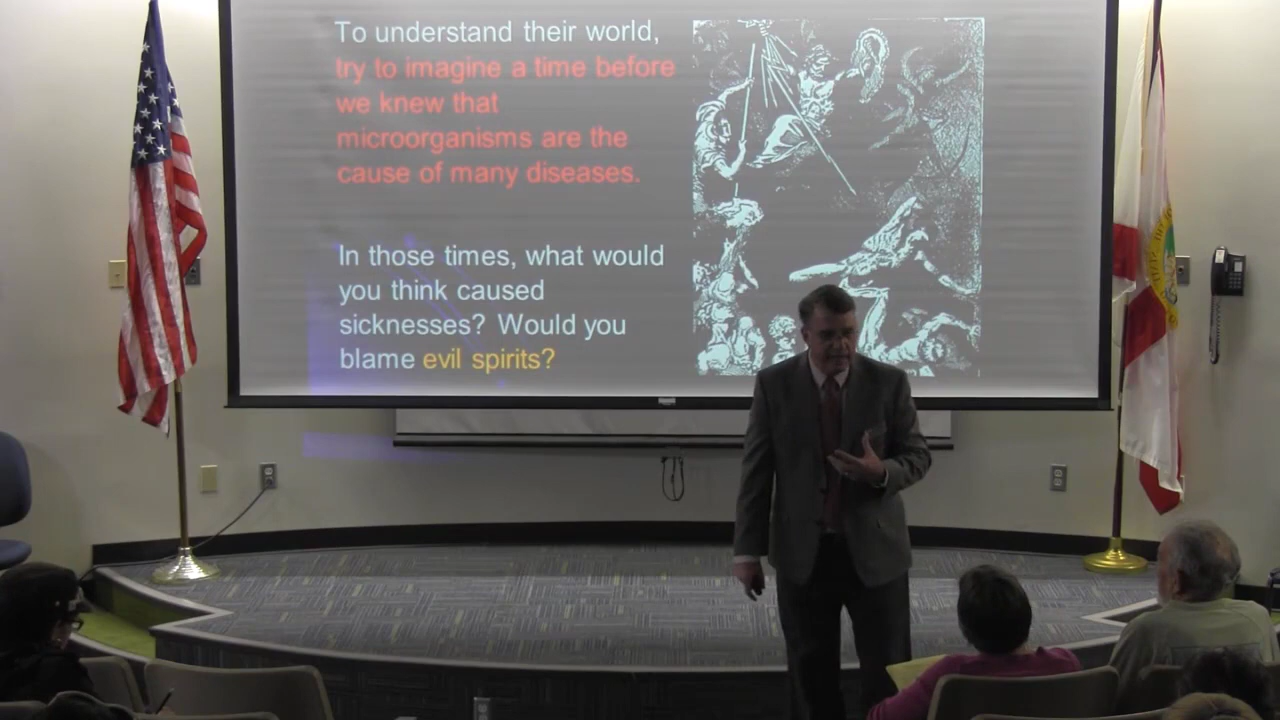 To understand their world,
try to imagine a time before
we knew that
microorganisms are the
cause of many diseases.
In those times, what would
you think caused
sicknesses? Would you
blame evil spirits?